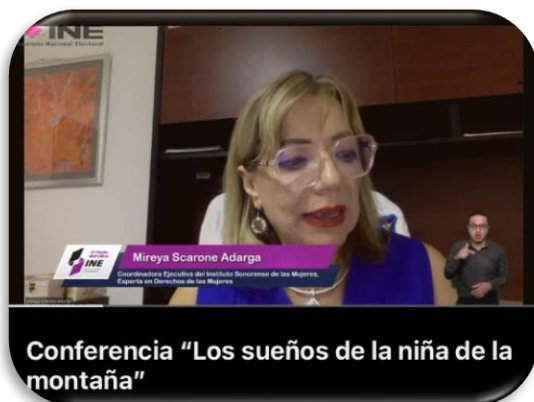 INE
Instituto Nacional Electoral
INE
Mireya Scarone Adarga
Coordinadora Ejecutiva del Instituto Sonorense de las Mujeres,
Experta en Derechos de las Mujeres
Conferencia “Los sueños de la niña de la
montaña”